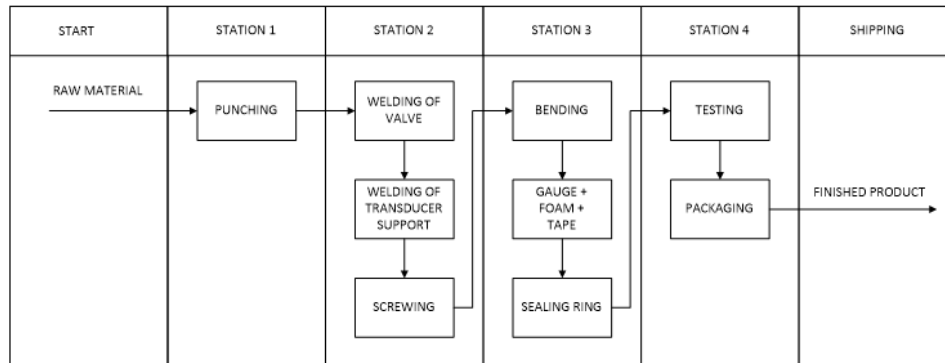 START
STATION 1
STATION 2
STATION 3
STATION 4
SHIPPING
RAW MATERIAL
PUNCHING
WELDING OF
VALVE
WELDING OF
TRANSDUCER
SUPPORT
SCREWING
BENDING
GAUGE +
FOAM +
TAPE
SEALING RING
TESTING
PACKAGING
FINISHED PRODUCT